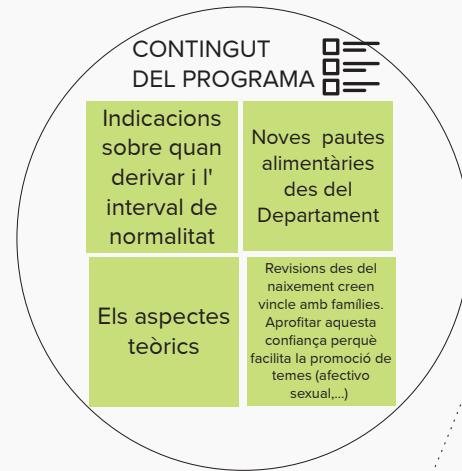 CONTINGUT
DEL PROGRAMA
Indicacions
sobre quan
derivar i l'
interval de
normalitat
Noves pautes
alimentàries
des del
Departament
Els aspectes
teòrics
Revisions des del
naixement creen
vincle amb famílies.
Aprofitar aquesta
confiança perquè
facilita la promoció de
temes (afectivo
sexual,...)